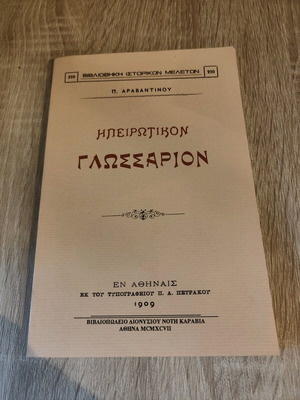 ΒΙΒΛΙΟΘΗΚΗ ΙΣΤΟΡΙΚΩΝ ΜΕΛΕΤΩΝ
Π. ΑΡΑΒΑΝΤΙΝΟΥ
ΗΠΕΙΡΩΤΙΚΟΝ
ΓΛΩΣΣΑΡΙΟΝ
ΕΝ ΑΘΗΝΑΙΣ
ΕΚ ΤΟΥ ΤΥΠΟΓΡΑΦΕΙΟΥ Π. Α. ΠΕΤΡΑΚΟΥ
1909
ΒΙΒΛΙΟΠΩΛΕΙΟ ΔΙΟΝΥΣΙΟΥ ΝΟΤΗ ΚΑΡΑΒΙΑ
ΑΘΗΝΑ MCMXCVII